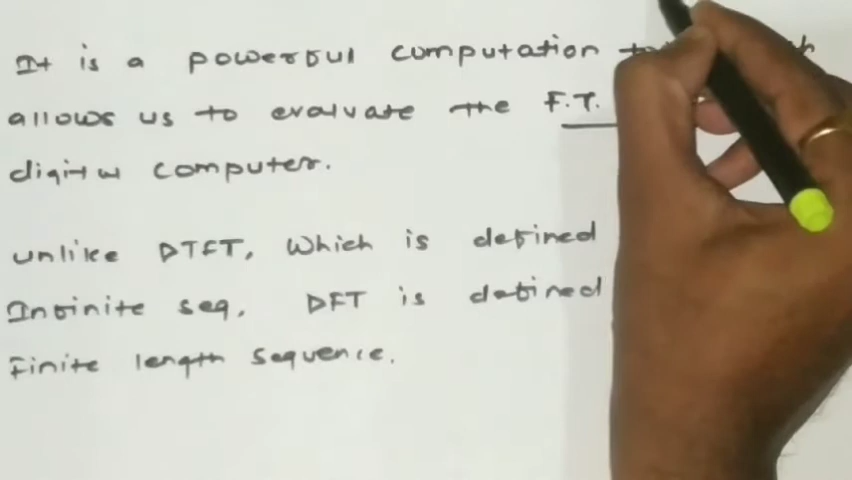 It is a powerful computation
allows us to evaluate the F.T.
digital computer.
unlike DTFT, which is defined
Infinite seq, DFT is defined
Finite length sequence.